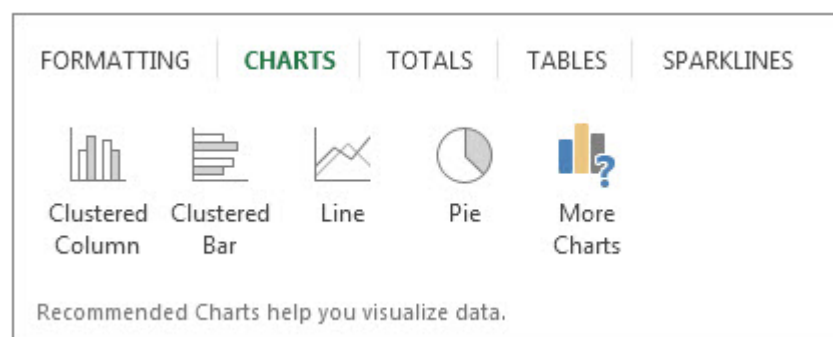 FORMATTING CHARTS TOTALS TABLES SPARKLINES
Clustered Clustered Line Pie More
Column Bar Charts
Recommended Charts help you visualize data.